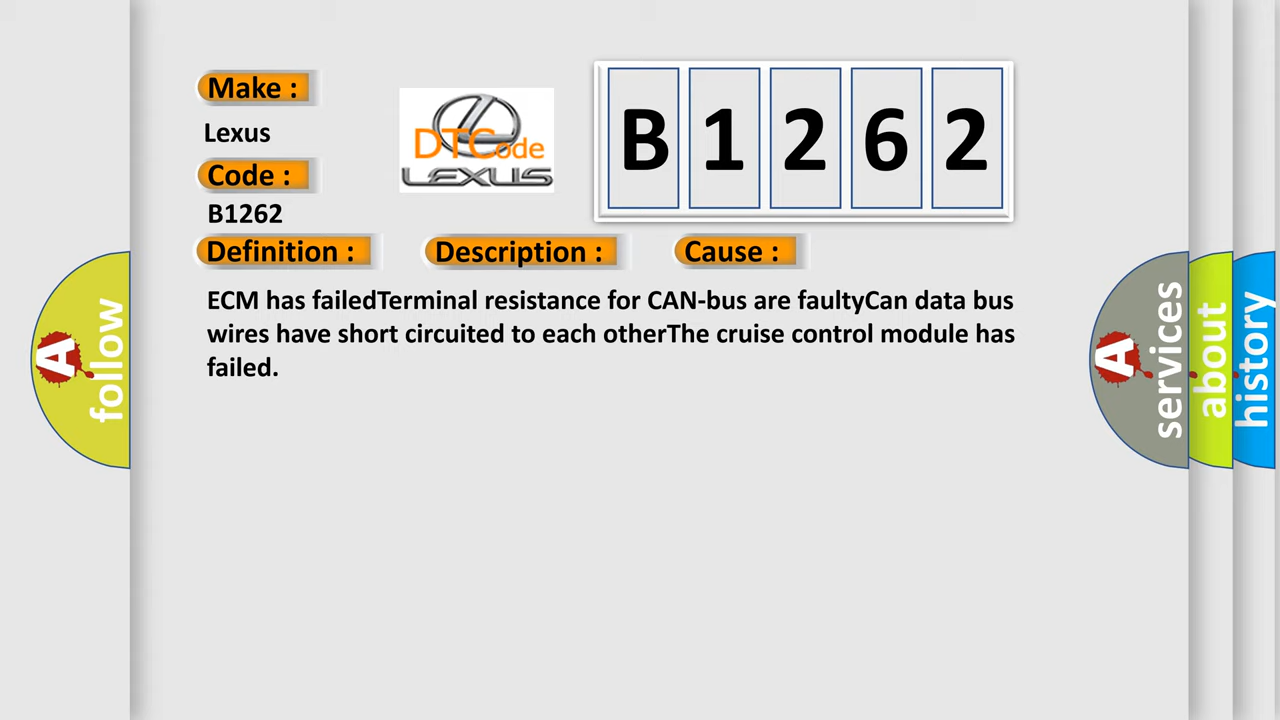 Make :
Lexus
Code :
B1262
DTCode
LEXUS
B 1 2 6 2
Definition :
Description :
Cause :
ECM has failedTerminal resistance for CAN-bus are faultyCan data bus
wires have short circuited to each otherThe cruise control module has
failed.
A follow
A services
about
history